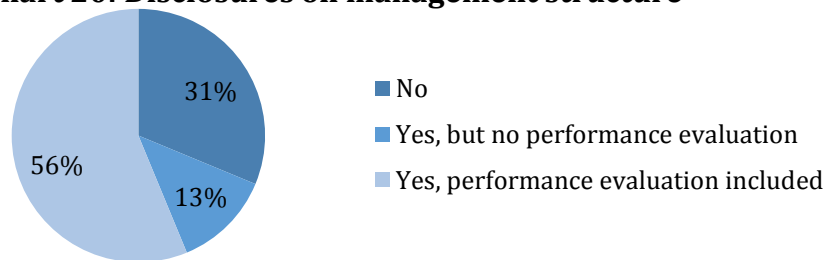 Disclosures on management structure
31%
No
Yes, but no performance evaluation
56%
13%
Yes, performance evaluation included